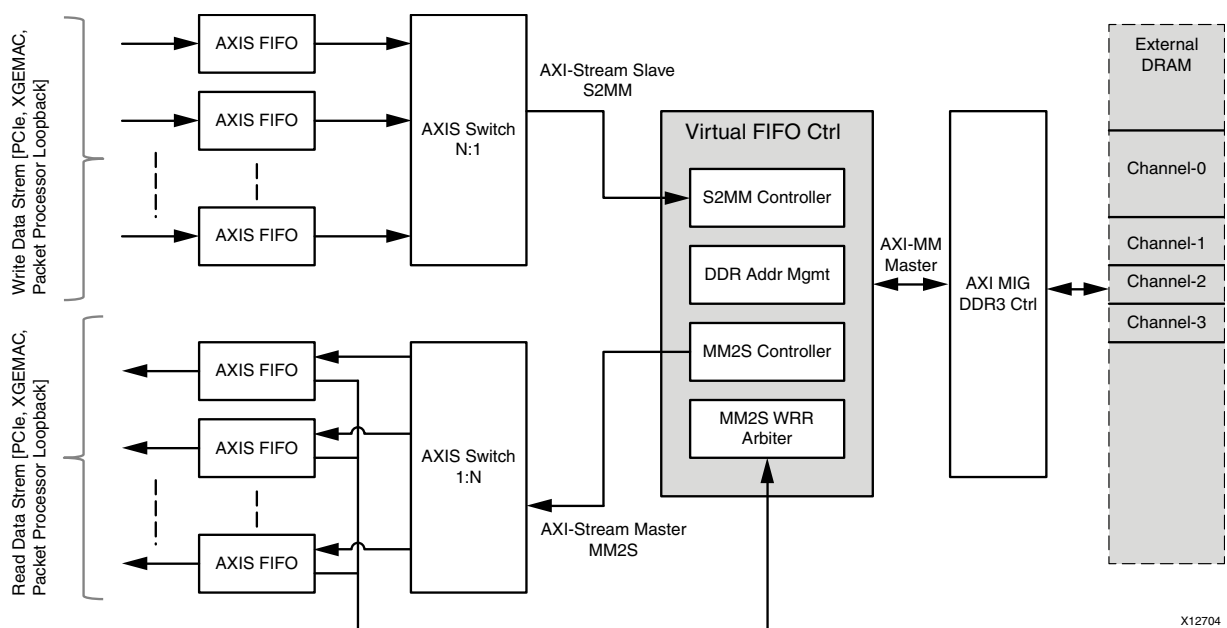 Write Data Strem [PCIe, XGEMAC,
Packet Processor Loopback]
AXIS FIFO
AXIS FIFO
AXIS FIFO
AXIS Switch
N:1
AXI-Stream Slave
S2MM
Virtual FIFO Ctrl
S2MM Controller
DDR Addr Mgmt
MM2S Controller
MM2S WRR
Arbiter
AXI-MM
Master
AXI MIG
DDR3 Ctrl
External
DRAM
Channel-0
Channel-1
Channel-2
Channel-3
Read Data Strem [PCIe, XGEMAC,
Packet Processor Loopback]
AXIS FIFO
AXIS FIFO
AXIS FIFO
AXIS Switch
1:N
AXI-Stream Master
MM2S
X12704